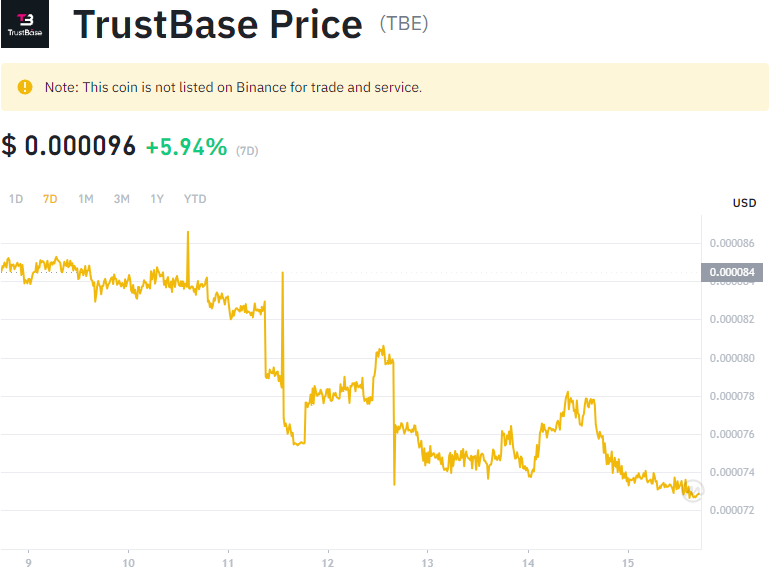 TrustBase
TrustBase Price (TBE)
Note: This coin is not listed on Binance for trade and service.
$ 0.000096 +5.94% (7D)
1D 7D 1M 3M 1Y YTD
USD
0.000086
0.000084
0.000084
0.000082
0.000080
0.000078
0.000076
0.000074
0.000072
9 10 11 12 13 14 15